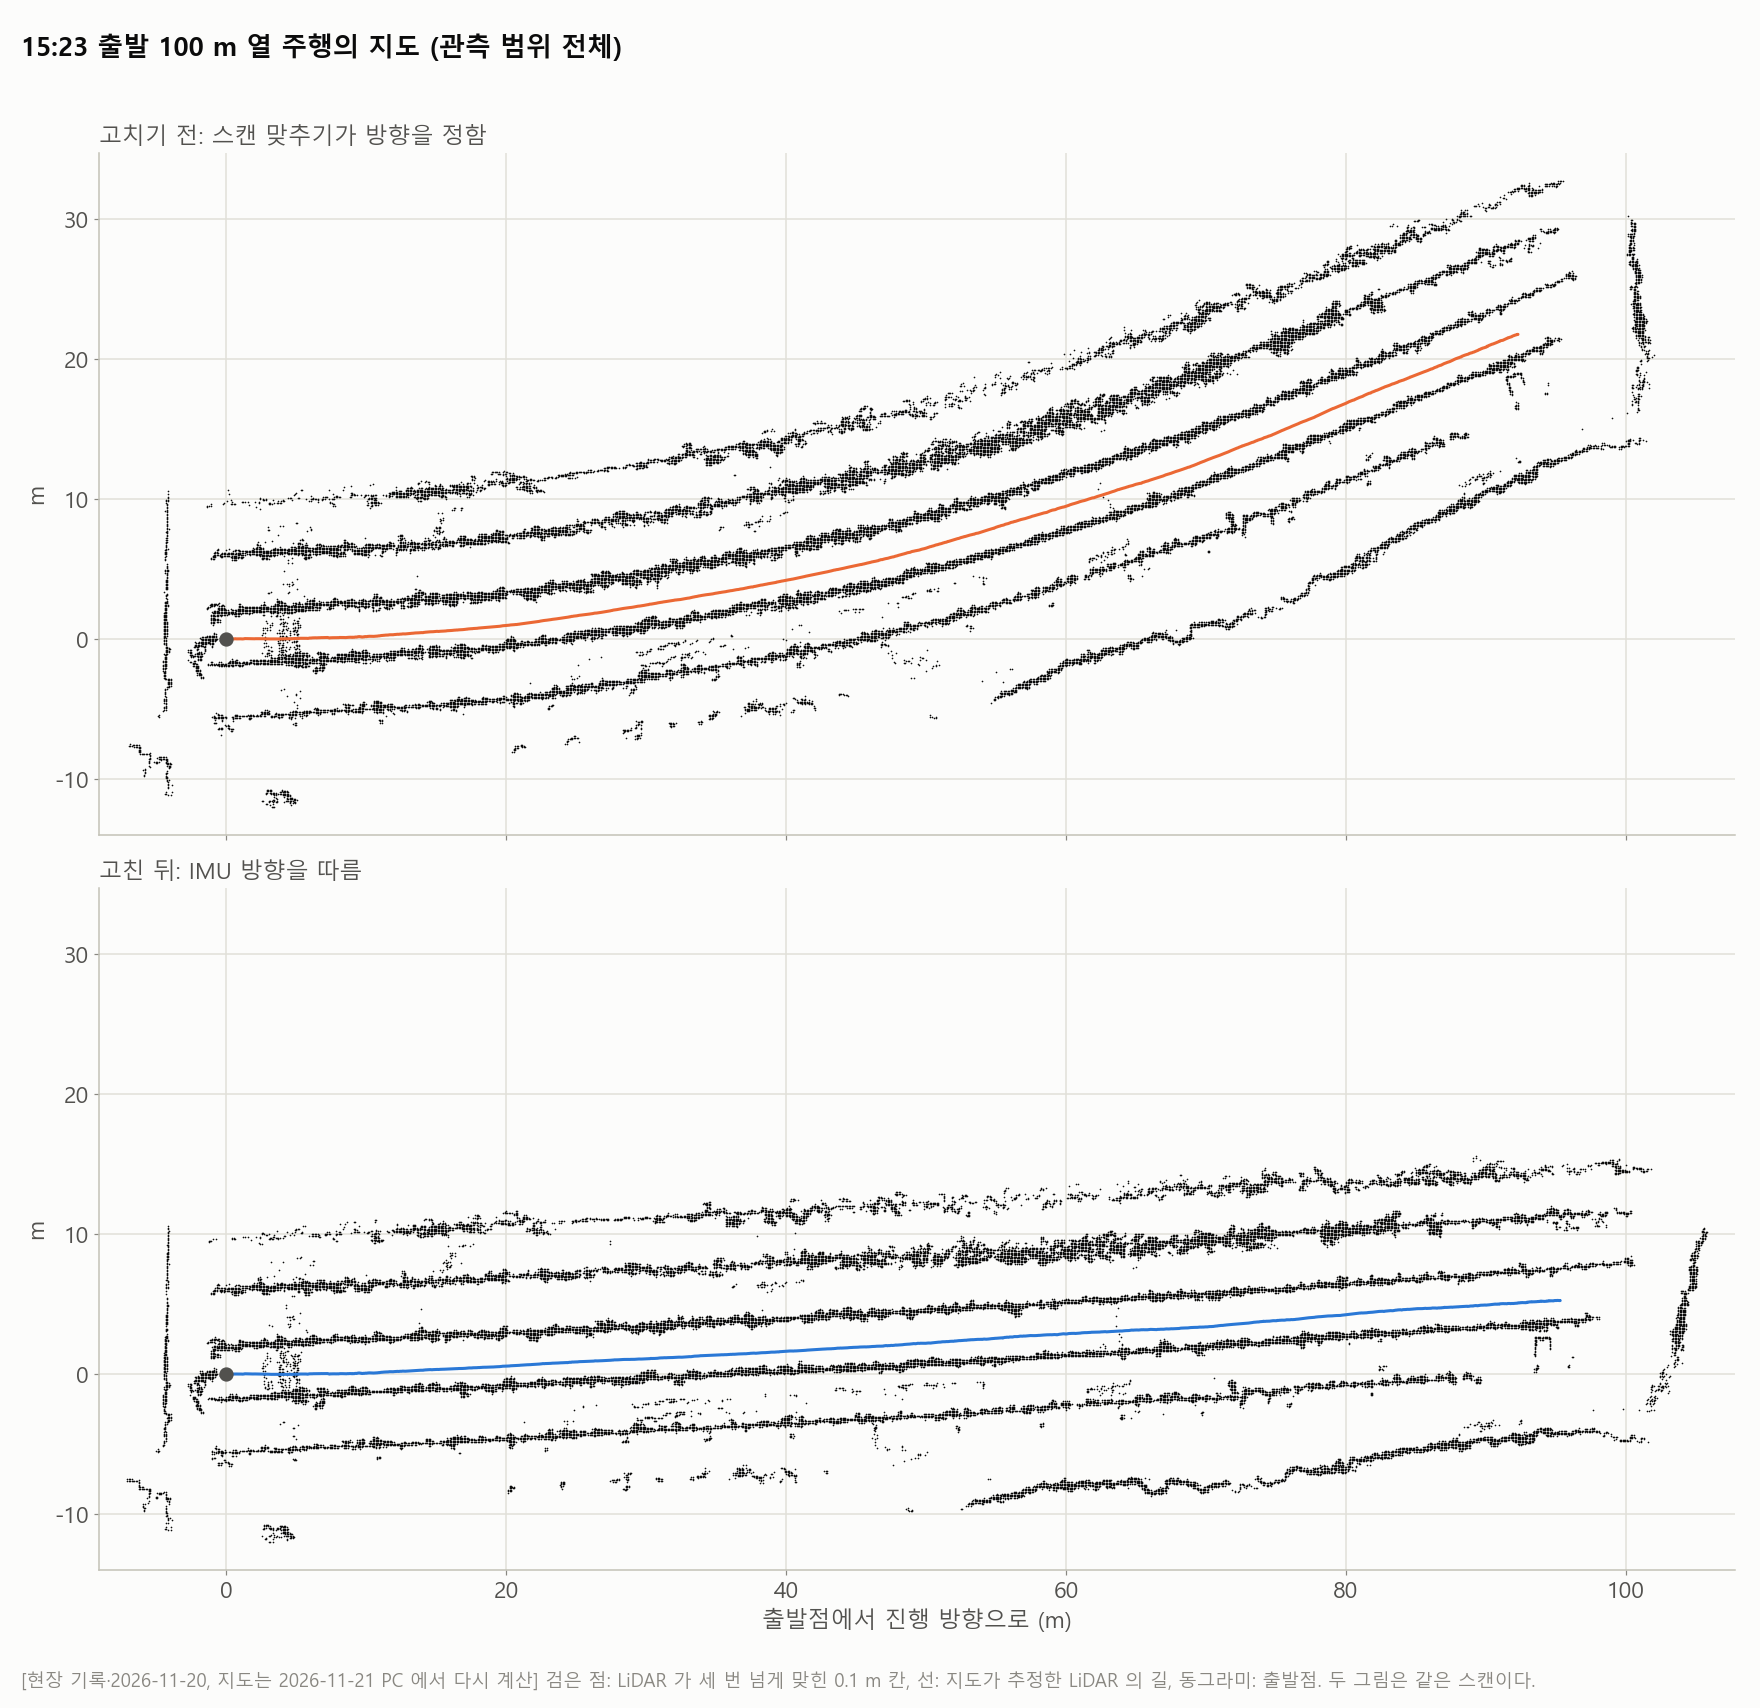 15:23 출발 100 m 열 주행의 지도 (관측 범위 전체)
고치기 전: 스캔 맞추기가 방향을 정함
30
20
10
0
-10
m
고친 뒤: IMU 방향을 따름
30
20
10
0
-10
m
0 20 40 60 80 100
출발점에서 진행 방향으로 (m)
[현장 기록·2026-11-20, 지도는 2026-11-21 PC 에서 다시 계산] 검은 점: LiDAR 가 세 번 넘게 맞힌 0.1 m 칸, 선: 지도가 추정한 LiDAR 의 길, 동그라미: 출발점. 두 그림은 같은 스캔이다.